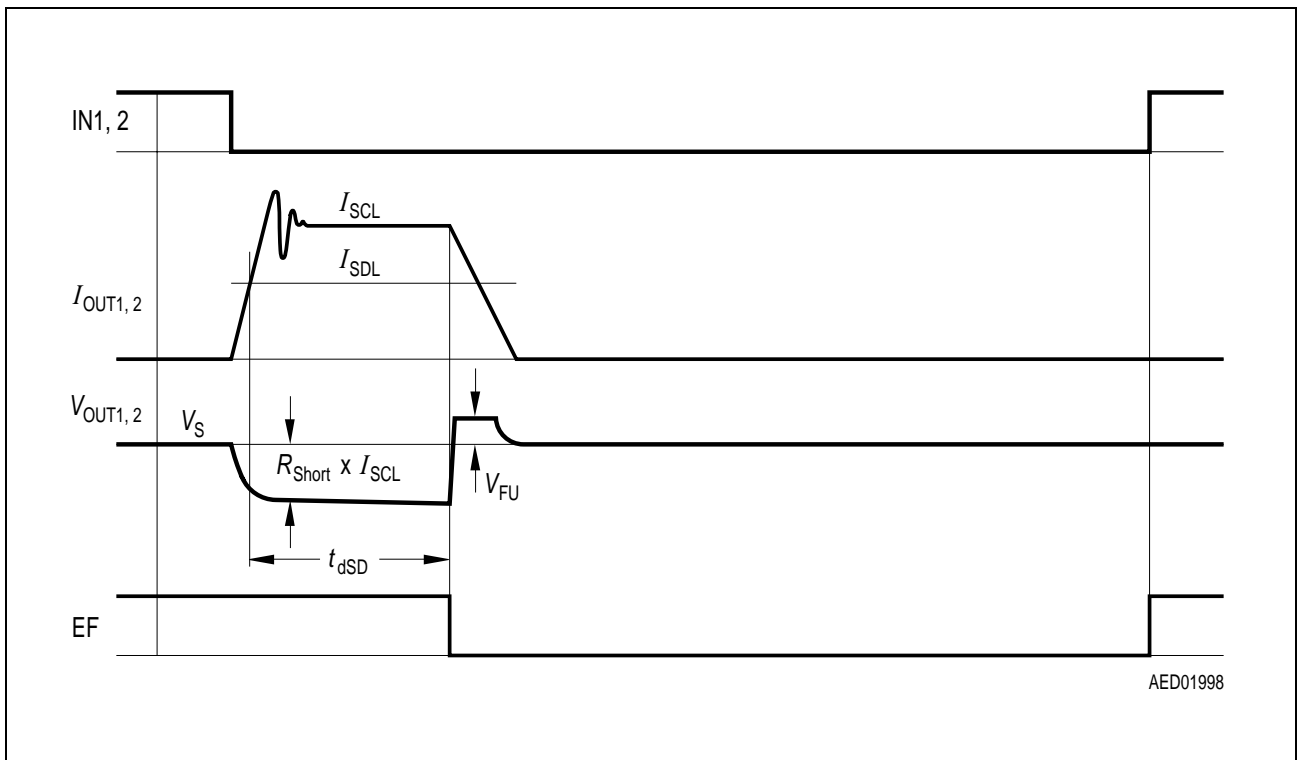 IN1, 2
I_SCL
I_SDL
I_OUT1, 2
V_OUT1, 2
V_S
R_Short x I_SCL
V_FU
t_dSD
EF
AED01998